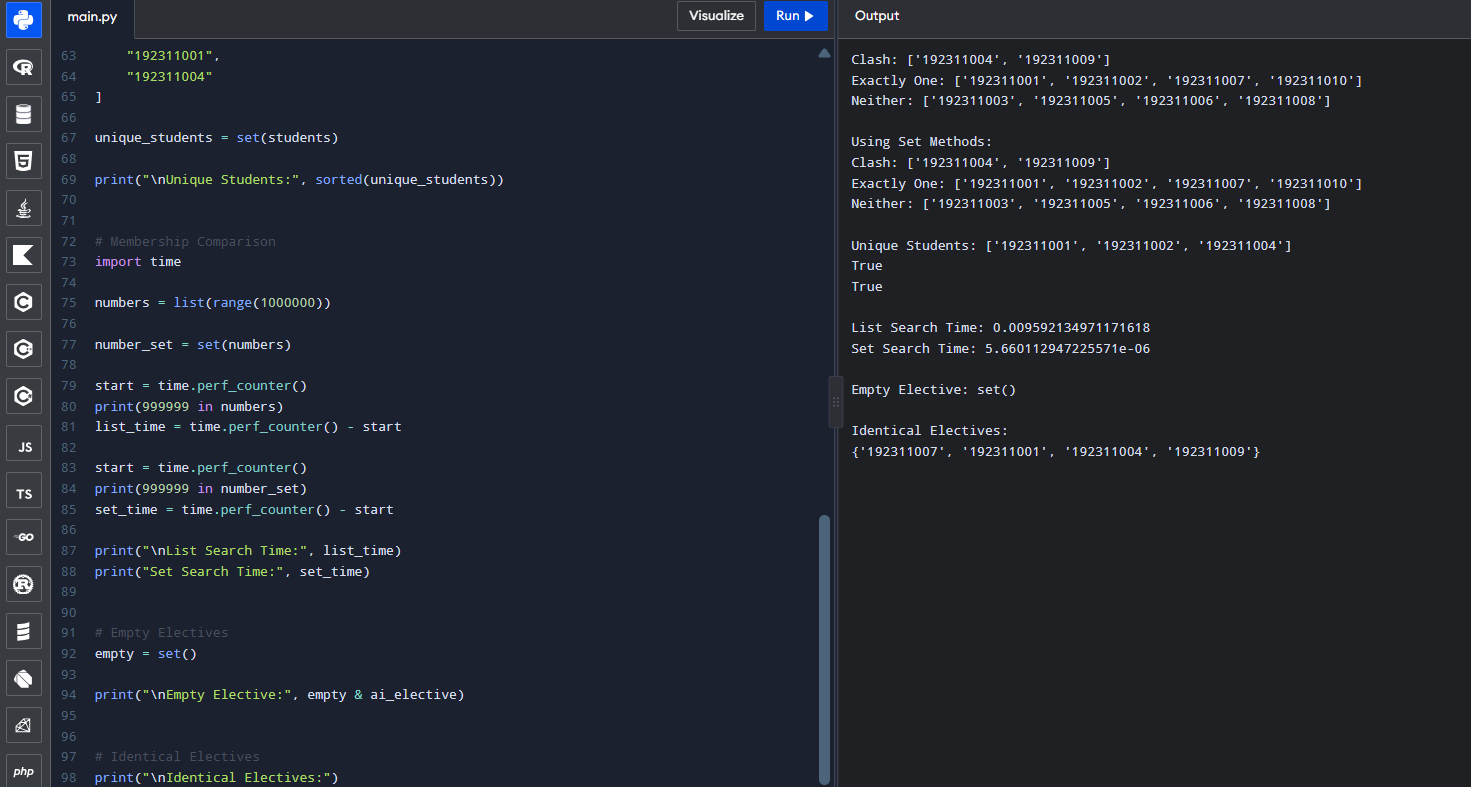 main.py
Visualize
Run
Output
JS
TS
GO
php
63 "192311001",
64 "192311004"
65 ]
66
67 unique_students = set(students)
68
69 print("\nUnique Students:", sorted(unique_students))
70
71
72 # Membership Comparison
73 import time
74
75 numbers = list(range(1000000))
76
77 number_set = set(numbers)
78
79 start = time.perf_counter()
80 print(999999 in numbers)
81 list_time = time.perf_counter() - start
82
83 start = time.perf_counter()
84 print(999999 in number_set)
85 set_time = time.perf_counter() - start
86
87 print("\nList Search Time:", list_time)
88 print("Set Search Time:", set_time)
89
90
91 # Empty Electives
92 empty = set()
93
94 print("\nEmpty Elective:", empty & ai_elective)
95
96
97 # Identical Electives
98 print("\nIdentical Electives:")
Clash: ['192311004', '192311009']
Exactly One: ['192311001', '192311002', '192311007', '192311010']
Neither: ['192311003', '192311005', '192311006', '192311008']
Using Set Methods:
Clash: ['192311004', '192311009']
Exactly One: ['192311001', '192311002', '192311007', '192311010']
Neither: ['192311003', '192311005', '192311006', '192311008']
Unique Students: ['192311001', '192311002', '192311004']
True
True
List Search Time: 0.009592134971171618
Set Search Time: 5.660112947225571e-06
Empty Elective: set()
Identical Electives:
{'192311007', '192311001', '192311004', '192311009'}